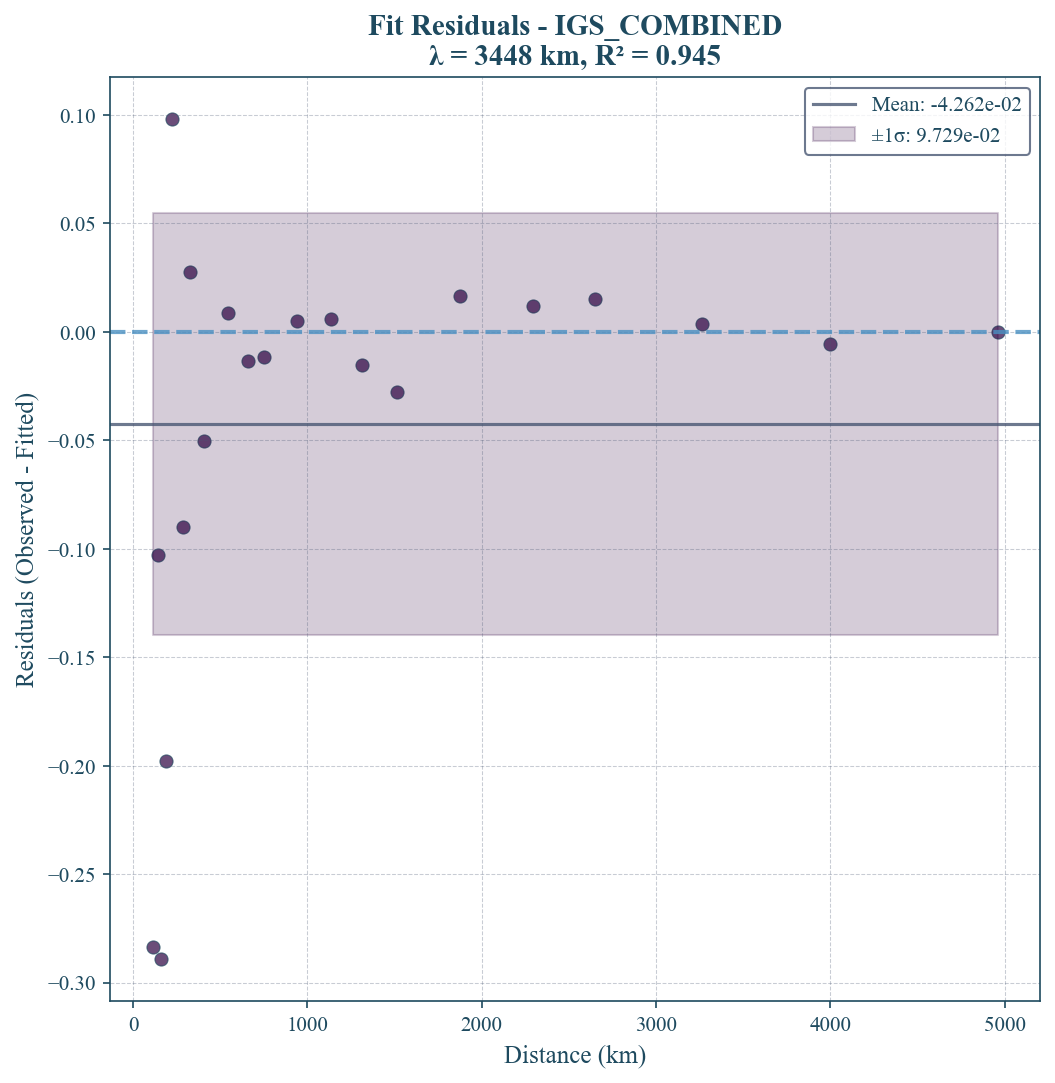 Fit Residuals - IGS_COMBINED
λ = 3448 km, R² = 0.945
Mean: -4.262e-02
±1σ: 9.729e-02
Residuals (Observed - Fitted)
0.10
0.05
0.00
−0.05
−0.10
−0.15
−0.20
−0.25
−0.30
0 1000 2000 3000 4000 5000
Distance (km)